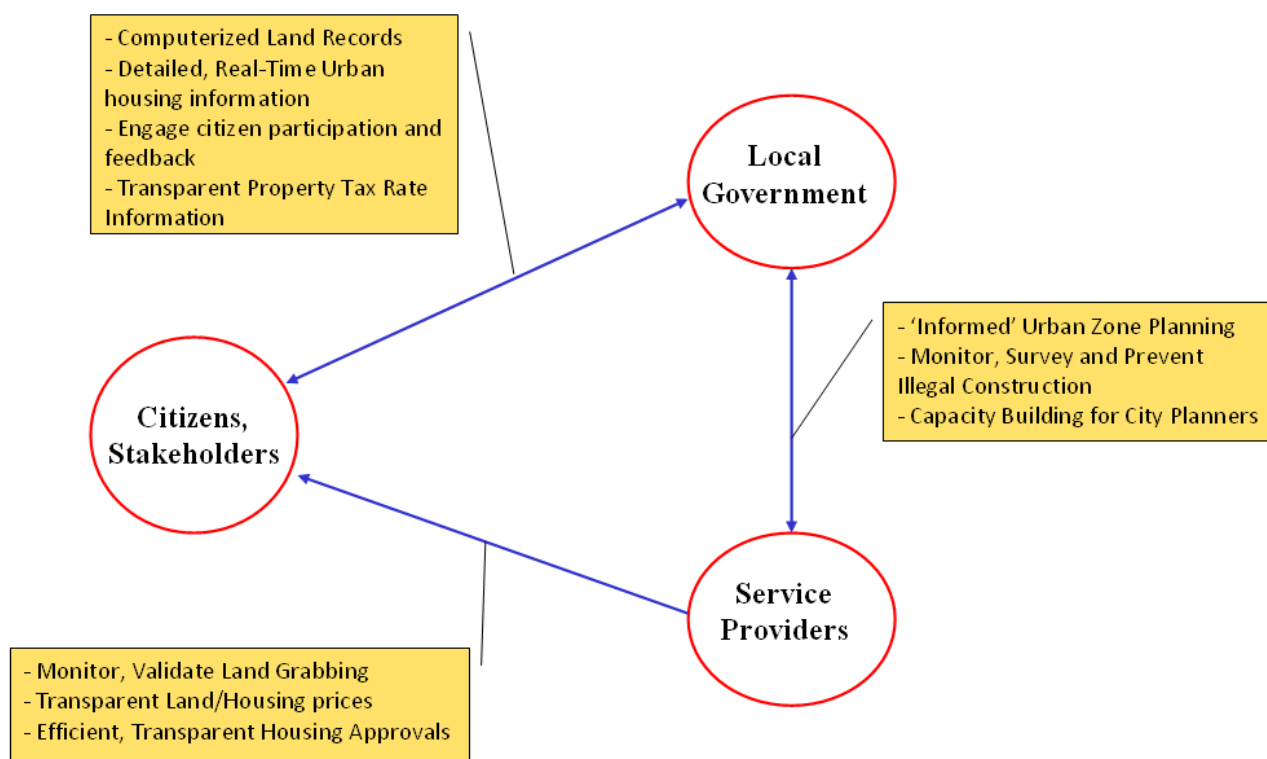 - Computerized Land Records
- Detailed, Real-Time Urban
housing information
- Engage citizen participation and
feedback
- Transparent Property Tax Rate
Information
Local
Government
- ‘Informed’ Urban Zone Planning
- Monitor, Survey and Prevent
Illegal Construction
- Capacity Building for City Planners
Citizens,
Stakeholders
Service
Providers
- Monitor, Validate Land Grabbing
- Transparent Land/Housing prices
- Efficient, Transparent Housing Approvals